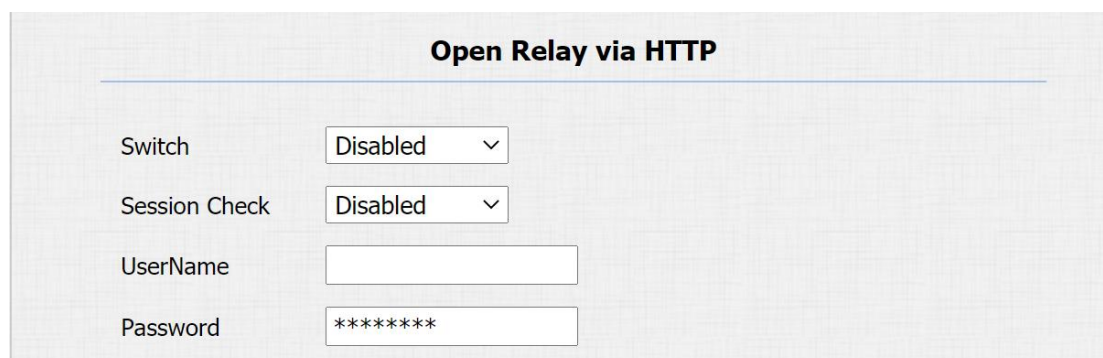 Open Relay via HTTP
Switch Disabled
Session Check Disabled
UserName
Password ********